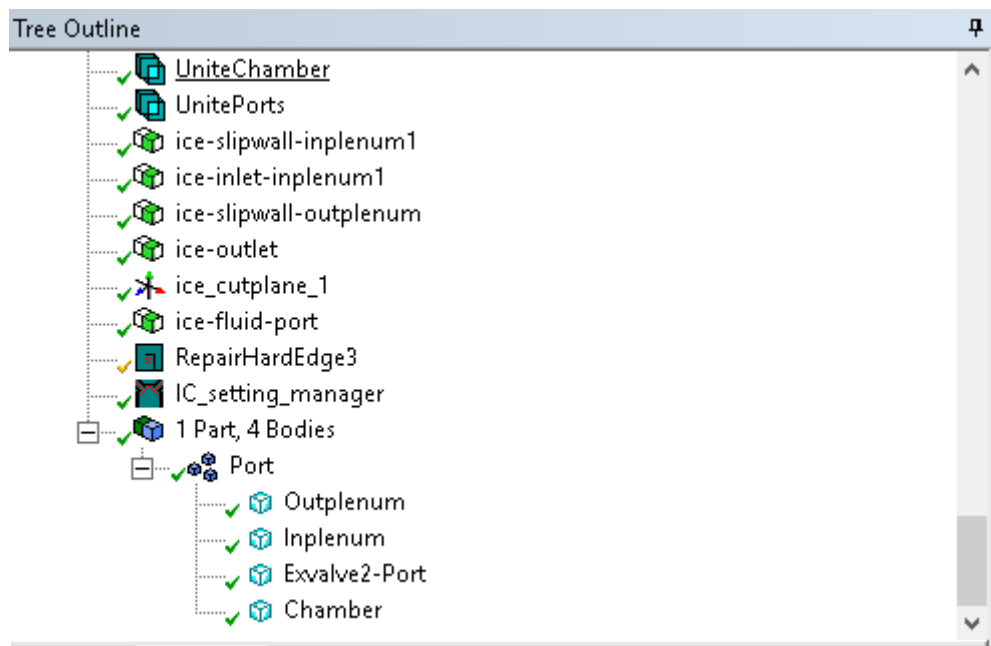 Tree Outline
UniteChamber
UnitePorts
ice-slipwall-inplenum1
ice-inlet-inplenum1
ice-slipwall-outplenum
ice-outlet
ice_cutplane_1
ice-fluid-port
RepairHardEdge3
IC_setting_manager
1 Part, 4 Bodies
Port
Outplenum
Inplenum
Exvalve2-Port
Chamber